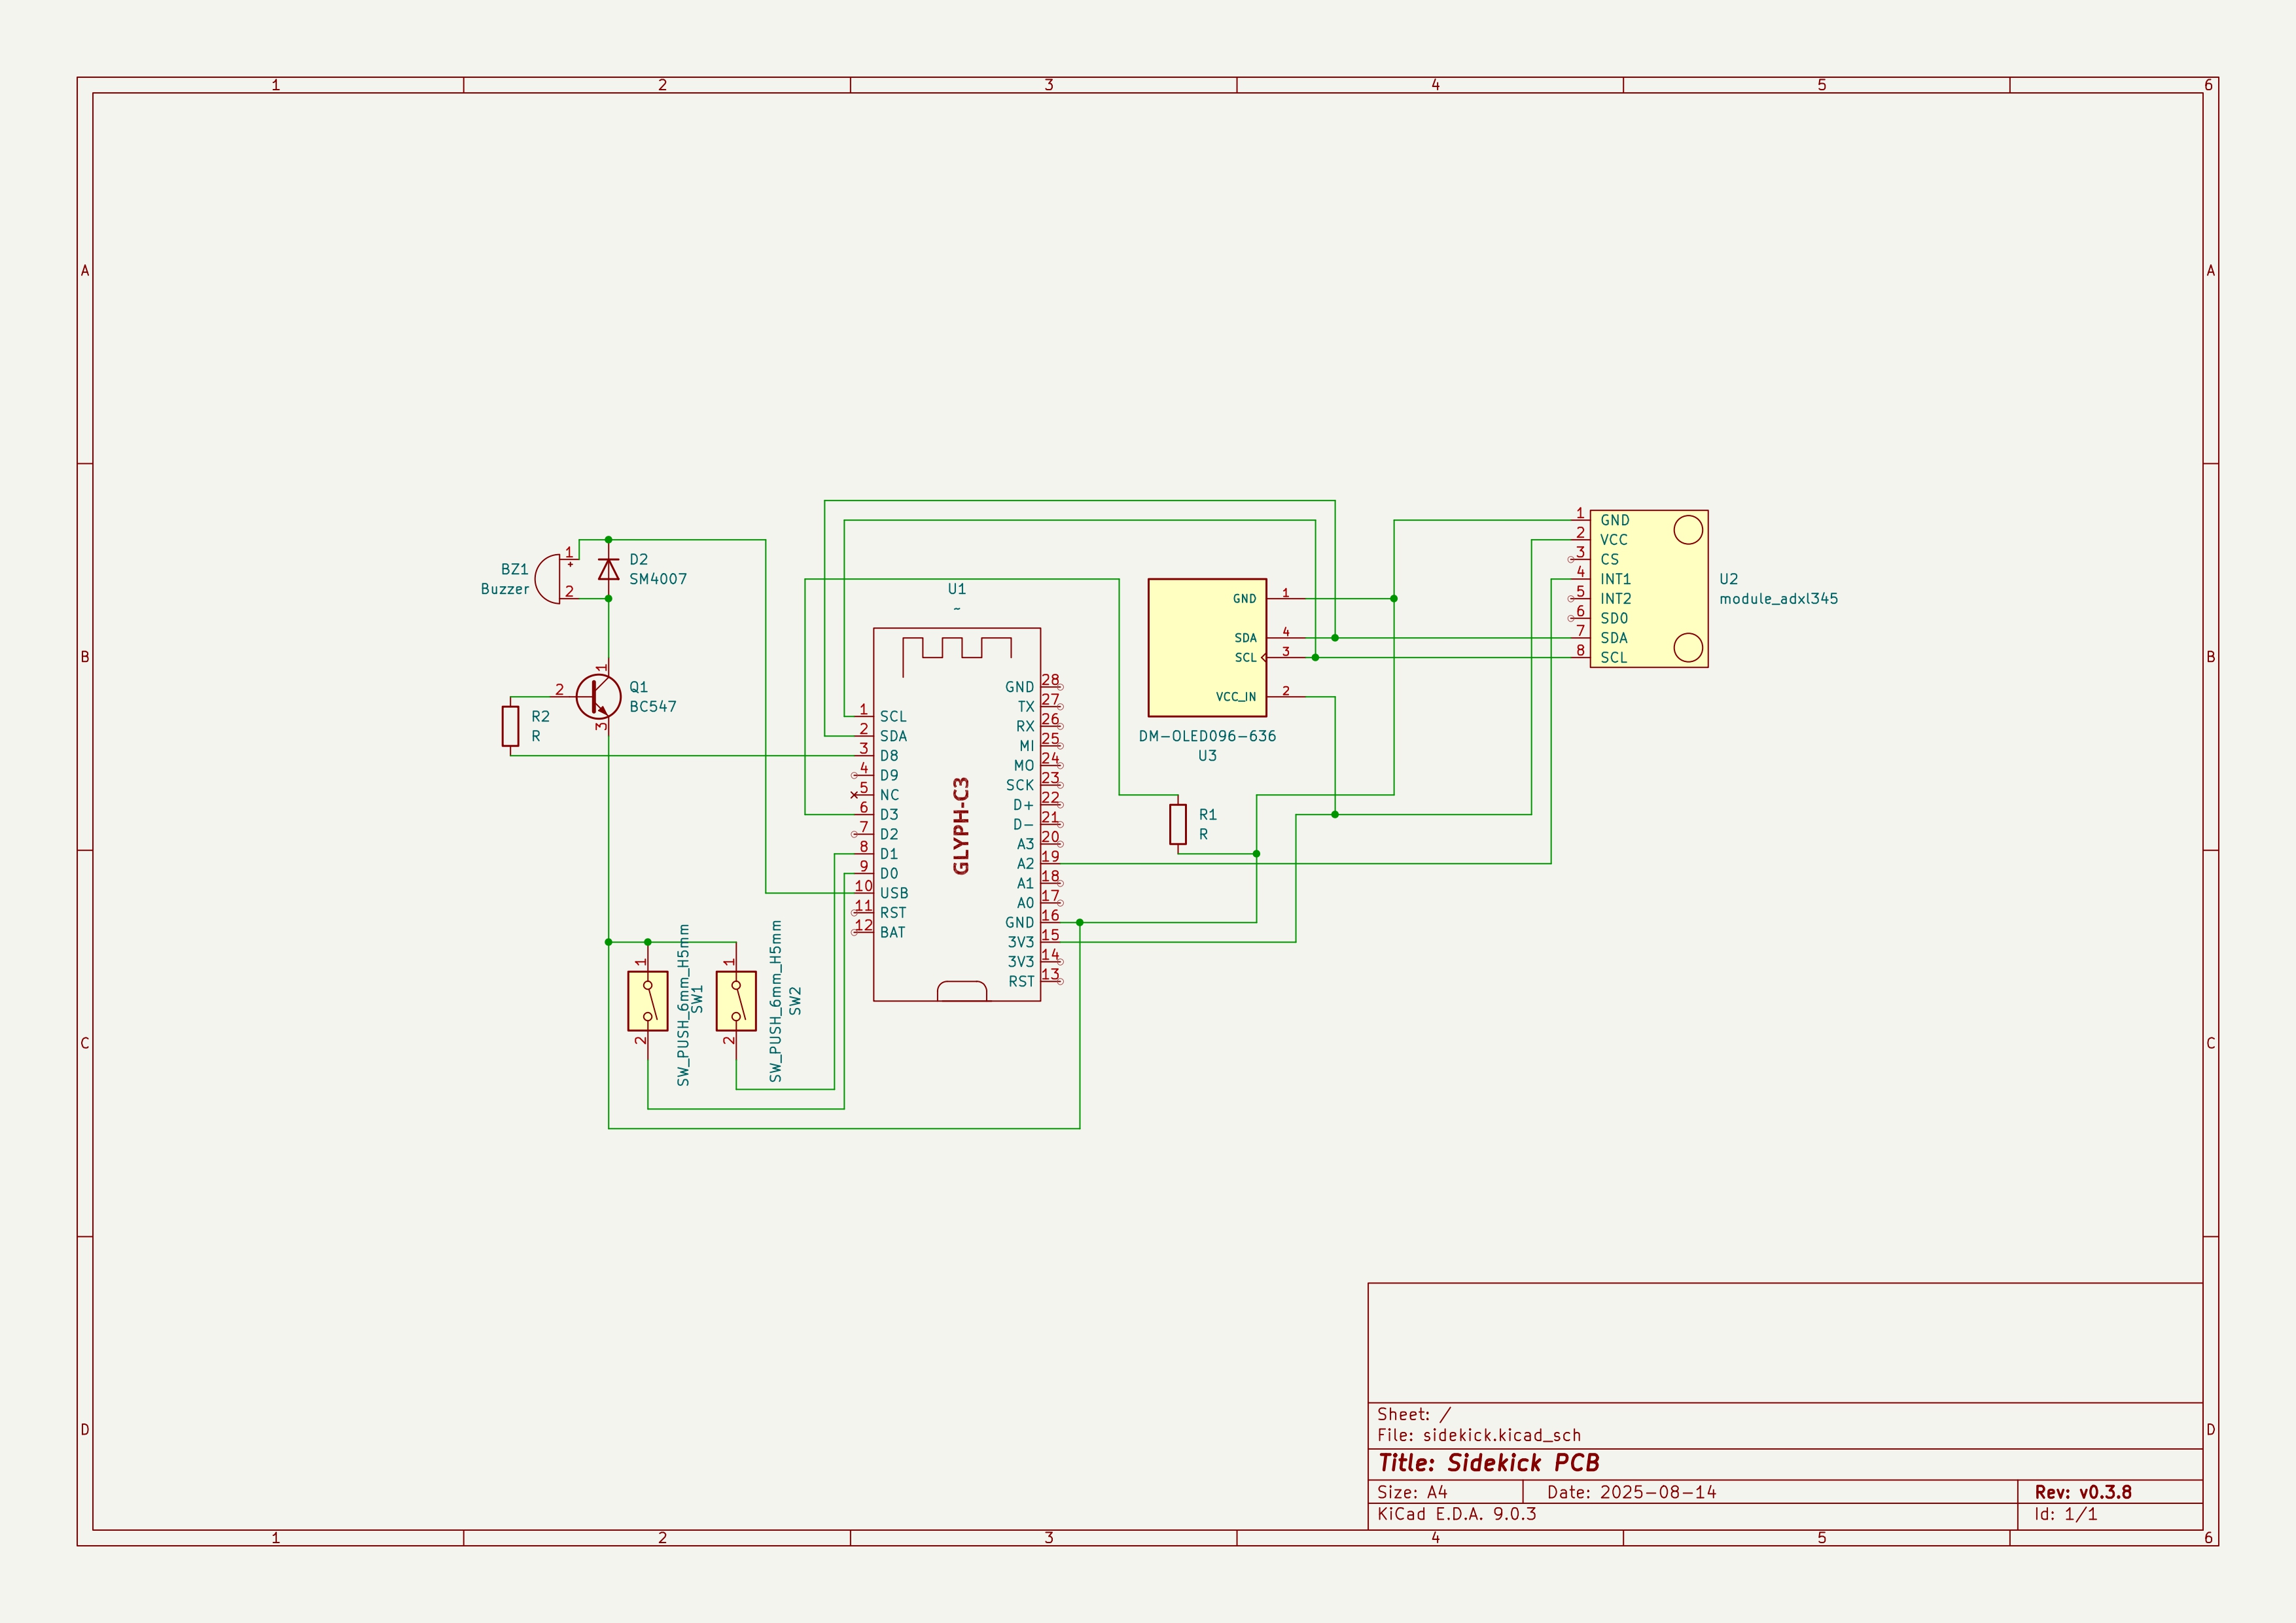 1 2 3 4 5 6
A A
B B
C C
D D
1 2 3 4 5 6
BZ1
Buzzer
1
+
2
D2
SM4007
1
2
3
Q1
BC547
R2
R
U1
~
GLYPH-C3
1 SCL
2 SDA
3 D8
4 D9
5 NC
6 D3
7 D2
8 D1
9 D0
10 USB
11 RST
12 BAT
GND 28
TX 27
RX 26
MI 25
MO 24
SCK 23
D+ 22
D- 21
A3 20
A2 19
A1 18
A0 17
GND 16
3V3 15
3V3 14
RST 13
GND 1
SDA 4
SCL 3
VCC_IN 2
DM-OLED096-636
U3
R1
R
1 GND
2 VCC
3 CS
4 INT1
5 INT2
6 SD0
7 SDA
8 SCL
U2
module_adxl345
1
2
SW_PUSH_6mm_H5mm
SW1
1
2
SW_PUSH_6mm_H5mm
SW2
Sheet: /
File: sidekick.kicad_sch
Title: Sidekick PCB
Size: A4 Date: 2025-08-14 Rev: v0.3.8
KiCad E.D.A. 9.0.3 Id: 1/1